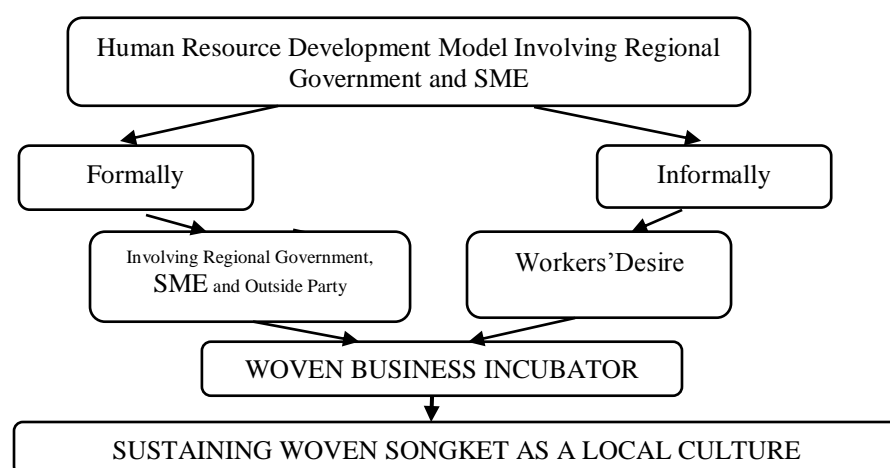 Human Resource Development Model Involving Regional
Government and SME
Formally
Informally
Involving Regional Government,
SME and Outside Party
Workers’Desire
WOVEN BUSINESS INCUBATOR
SUSTAINING WOVEN SONGKET AS A LOCAL CULTURE